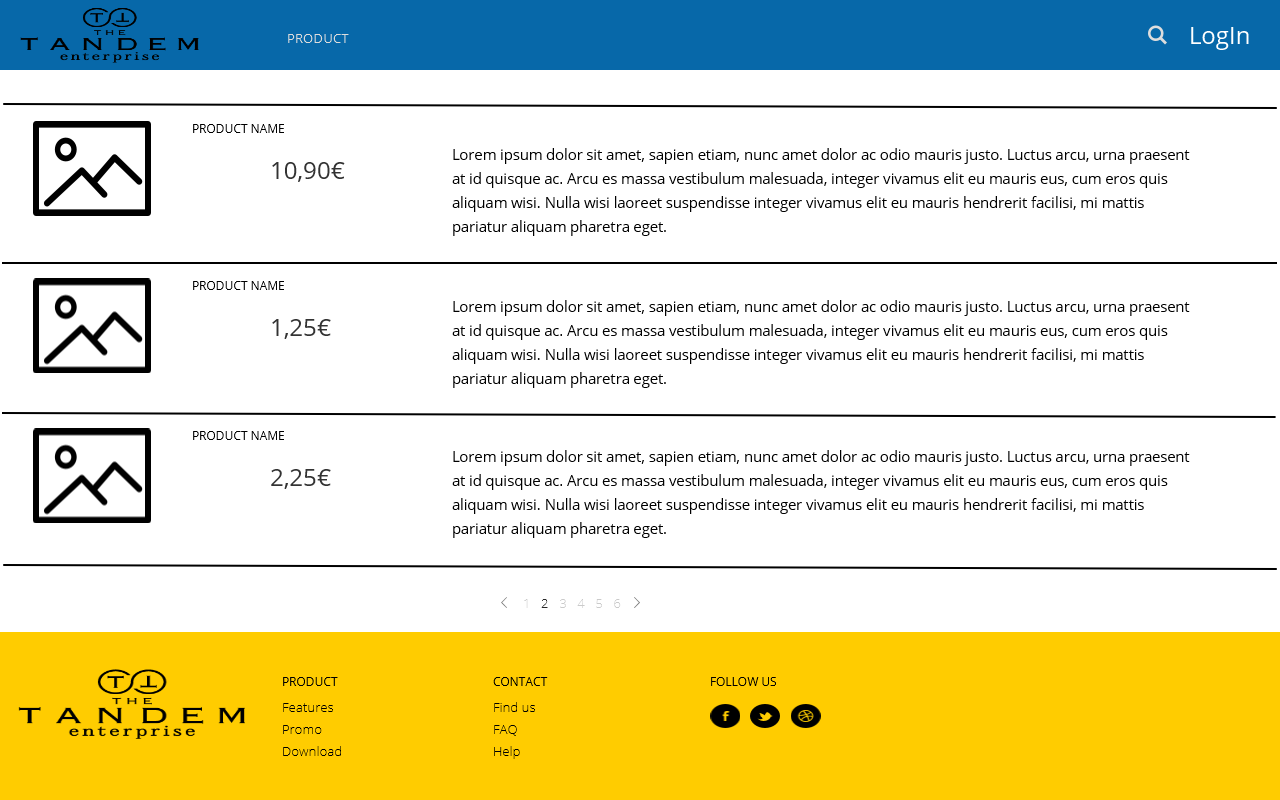 THE
TANDEM
enterprise
PRODUCT
LogIn
PRODUCT NAME
10,90€
Lorem ipsum dolor sit amet, sapien etiam, nunc amet dolor ac odio mauris justo. Luctus arcu, urna praesent
at id quisque ac. Arcu es massa vestibulum malesuada, integer vivamus elit eu mauris eus, cum eros quis
aliquam wisi. Nulla wisi laoreet suspendisse integer vivamus elit eu mauris hendrerit facilisi, mi mattis
pariatur aliquam pharetra eget.
PRODUCT NAME
1,25€
Lorem ipsum dolor sit amet, sapien etiam, nunc amet dolor ac odio mauris justo. Luctus arcu, urna praesent
at id quisque ac. Arcu es massa vestibulum malesuada, integer vivamus elit eu mauris eus, cum eros quis
aliquam wisi. Nulla wisi laoreet suspendisse integer vivamus elit eu mauris hendrerit facilisi, mi mattis
pariatur aliquam pharetra eget.
PRODUCT NAME
2,25€
Lorem ipsum dolor sit amet, sapien etiam, nunc amet dolor ac odio mauris justo. Luctus arcu, urna praesent
at id quisque ac. Arcu es massa vestibulum malesuada, integer vivamus elit eu mauris eus, cum eros quis
aliquam wisi. Nulla wisi laoreet suspendisse integer vivamus elit eu mauris hendrerit facilisi, mi mattis
pariatur aliquam pharetra eget.
1 2 3 4 5 6
THE
TANDEM
enterprise
PRODUCT
Features
Promo
Download
CONTACT
Find us
FAQ
Help
FOLLOW US